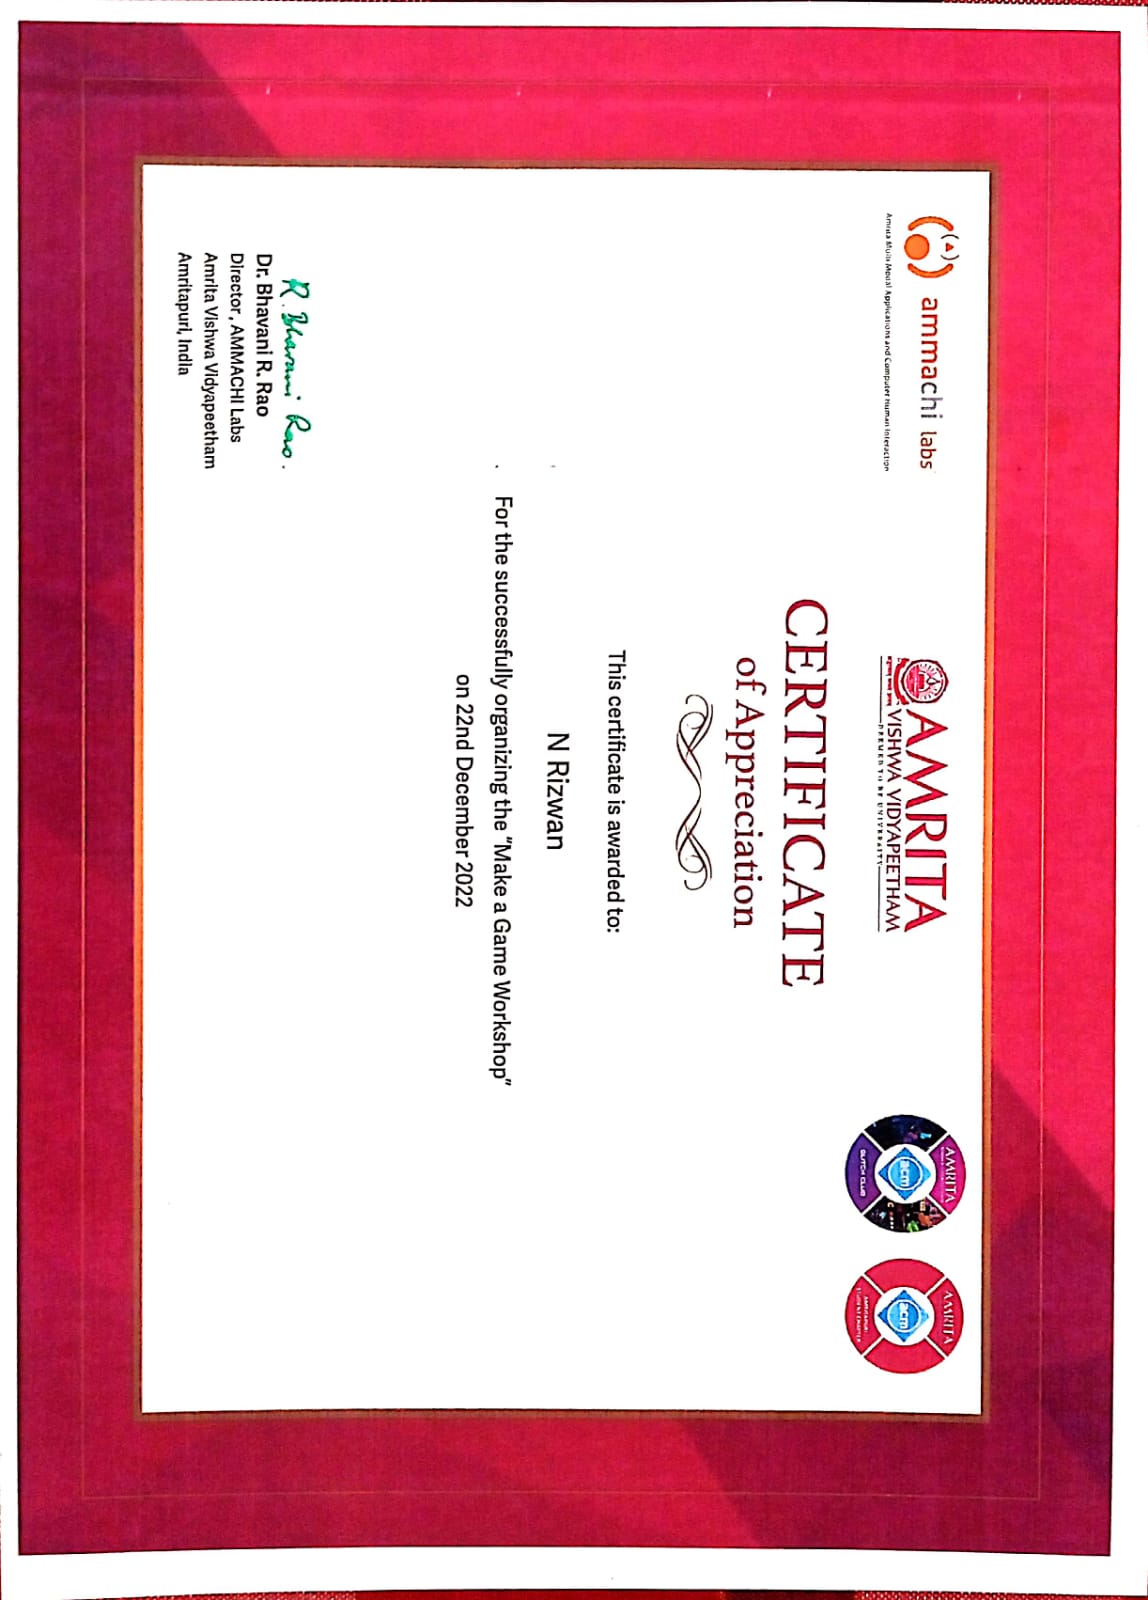 ammachi labs
Amrita Multi Modal Applications and Computer Human Interaction
AMRITA
VISHWA VIDYAPEETHAM
DEEMED TO BE UNIVERSITY
AMRITA
acm
GLITCH CLUB
AMRITA
acm
AMRITAPURI
STUDENT CHAPTER
CERTIFICATE
of Appreciation
This certificate is awarded to:
N Rizwan
For the successfully organizing the “Make a Game Workshop”
on 22nd December 2022
R. Bhavani Rao.
Dr. Bhavani R. Rao
Director, AMMACHI Labs
Amrita Vishwa Vidyapeetham
Amritapuri, India